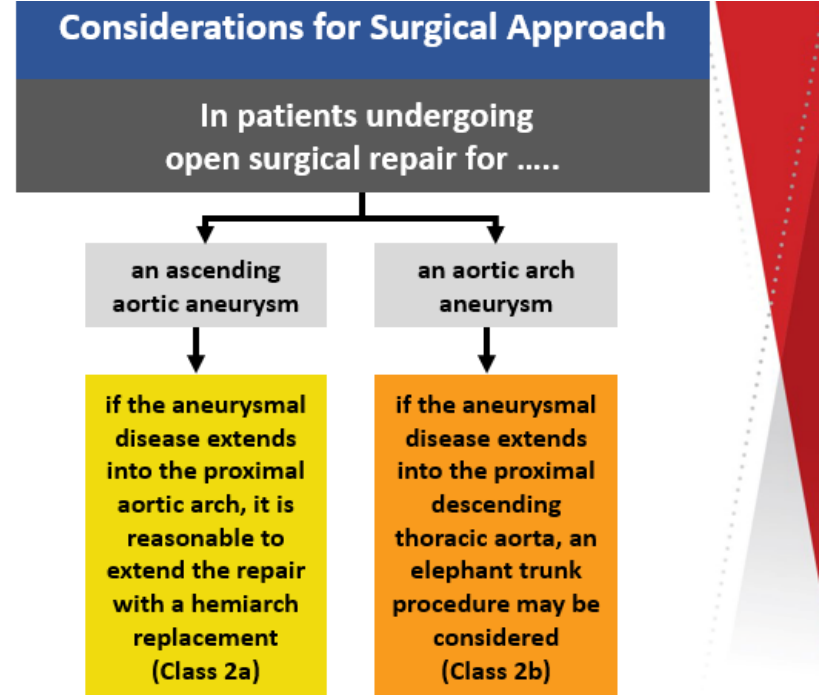 Considerations for Surgical Approach
In patients undergoing
open surgical repair for .....
an ascending
aortic aneurysm
an aortic arch
aneurysm
if the aneurysmal
disease extends
into the proximal
aortic arch, it is
reasonable to
extend the repair
with a hemiarch
replacement
(Class 2a)
if the aneurysmal
disease extends
into the proximal
descending
thoracic aorta, an
elephant trunk
procedure may be
considered
(Class 2b)